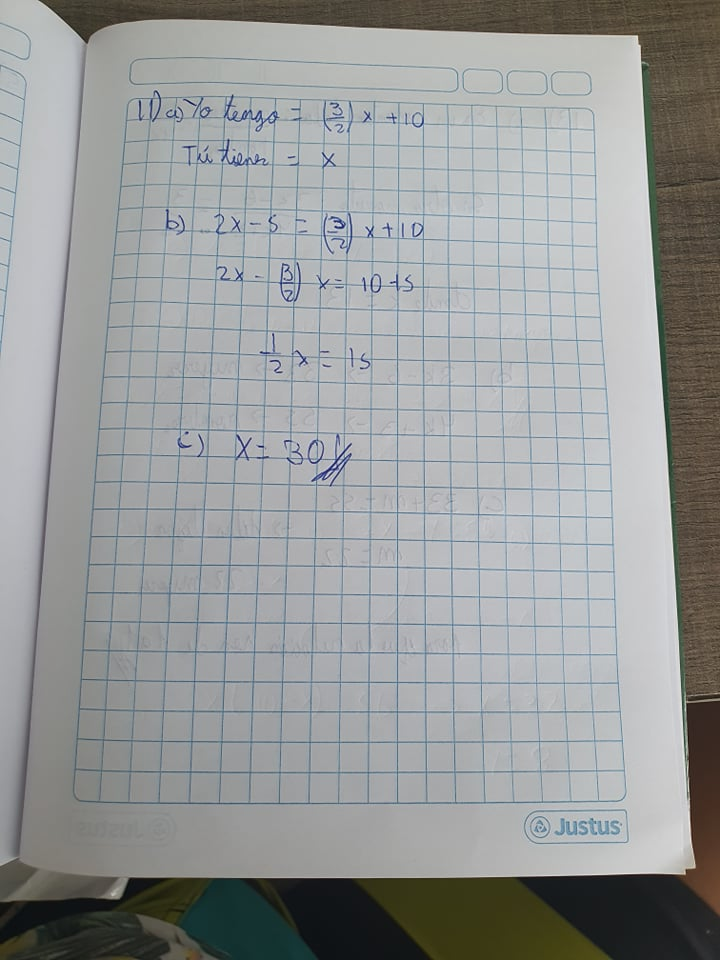 11) a) Yo tengo = (3/2) x + 10
Tú tienes = x
b) 2x - 5 = (3/2) x + 10
2x - (3/2) x = 10 + 5
1/2 x = 15
c) x = 30
Justus